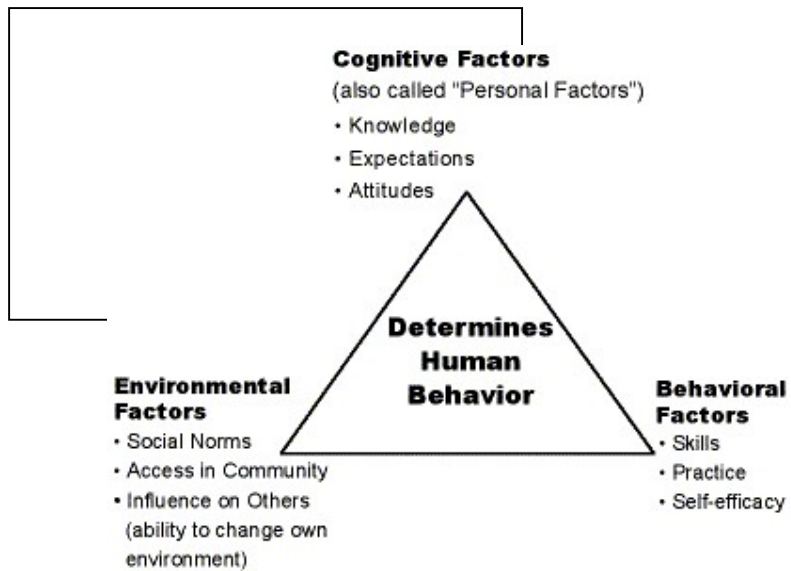 Cognitive Factors
(also called "Personal Factors")
• Knowledge
• Expectations
• Attitudes
Determines
Human
Behavior
Environmental
Factors
• Social Norms
• Access in Community
• Influence on Others
(ability to change own
environment)
Behavioral
Factors
• Skills
• Practice
• Self-efficacy